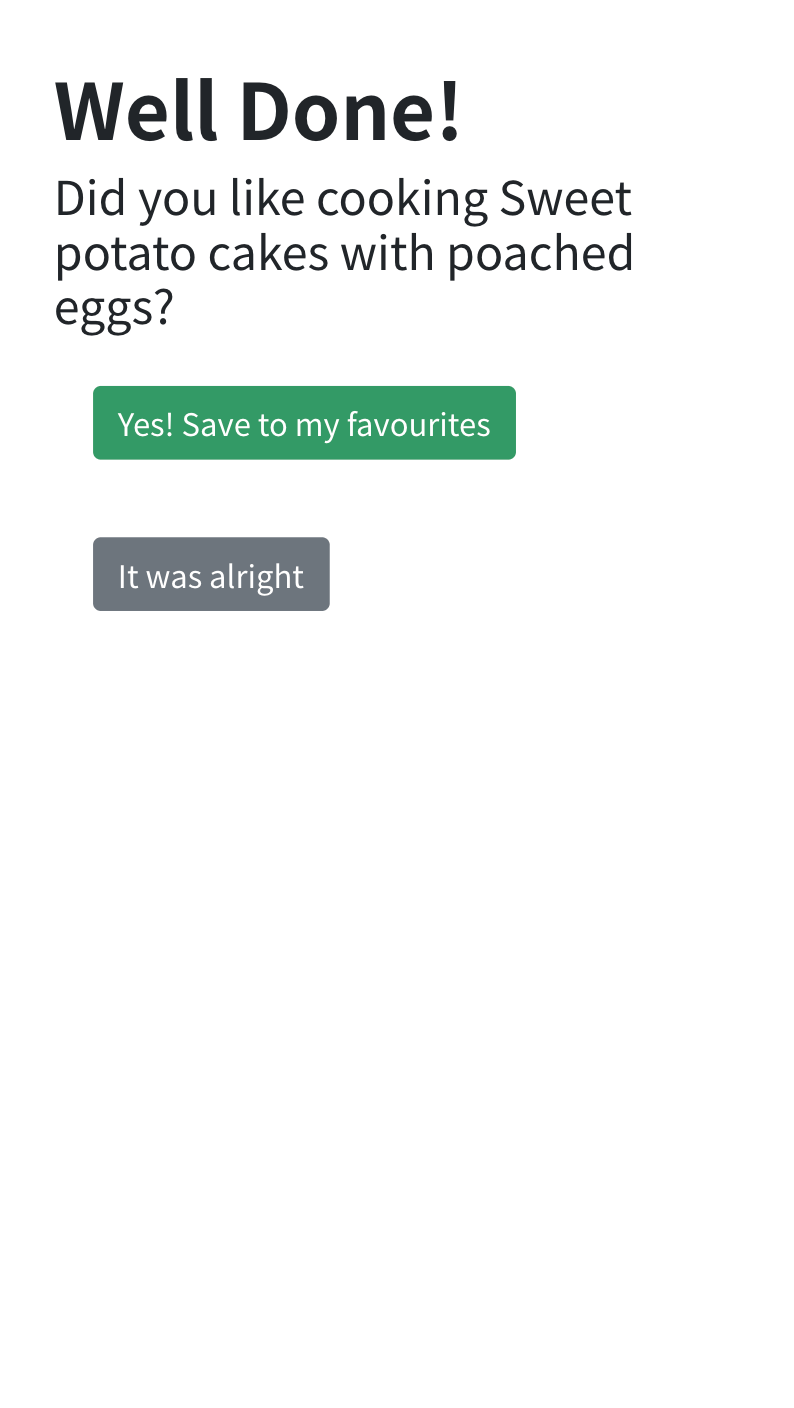 Well Done!
Did you like cooking Sweet
potato cakes with poached
eggs?
Yes! Save to my favourites
It was alright